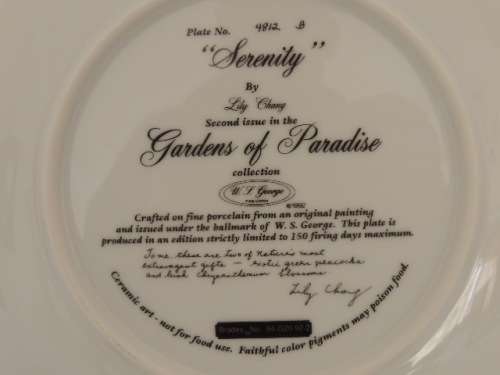 Plate No. 4812 B
"Serenity"
By
Lily Chang
Second issue in the
Gardens of Paradise
collection
W. S. George
Crafted on fine porcelain from an original painting
and issued under the hallmark of W. S. George. This plate is
produced in an edition strictly limited to 150 firing days maximum.
To me these are two of Nature's most
extravagant gifts — exotic green peacocks
and pink Chrysanthemum blossoms
Lily Chang
Bradex No.
Ceramic art - not for food use. Faithful color pigments may poison food.